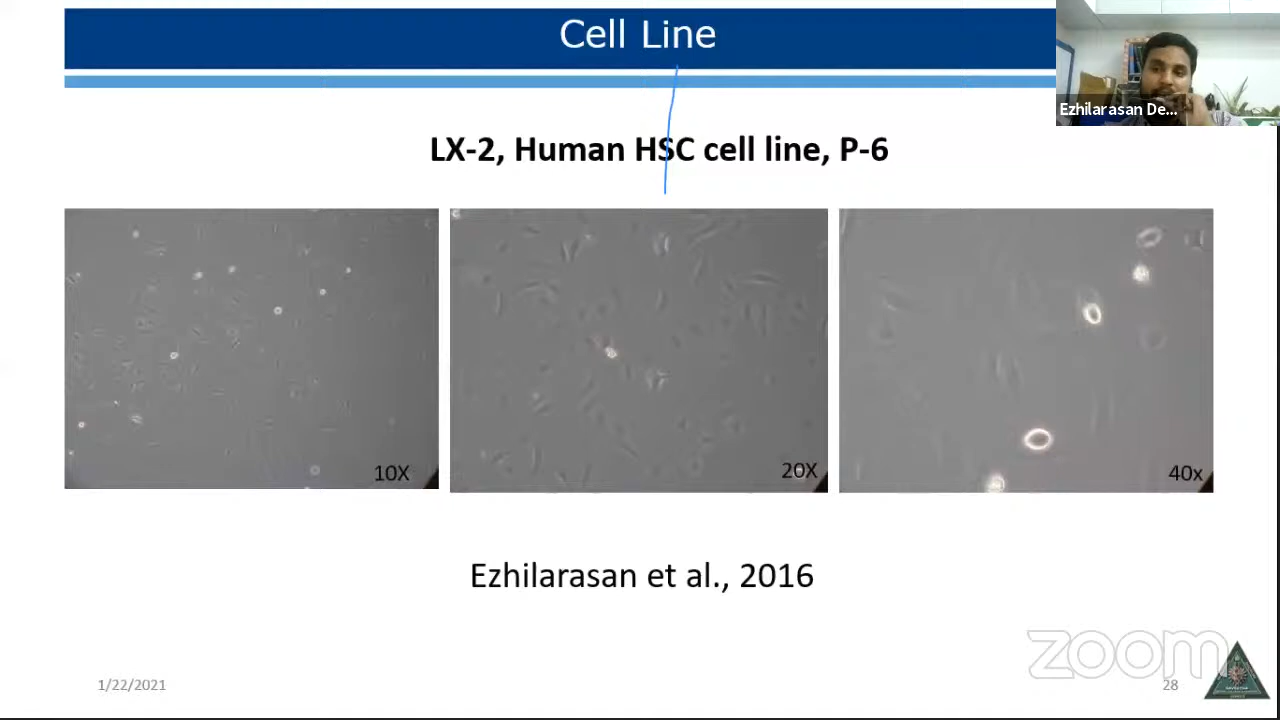 Cell Line
Ezhilarasan De...
LX-2, Human HSC cell line, P-6
10X
20X
40x
Ezhilarasan et al., 2016
zoom
1/22/2021
28